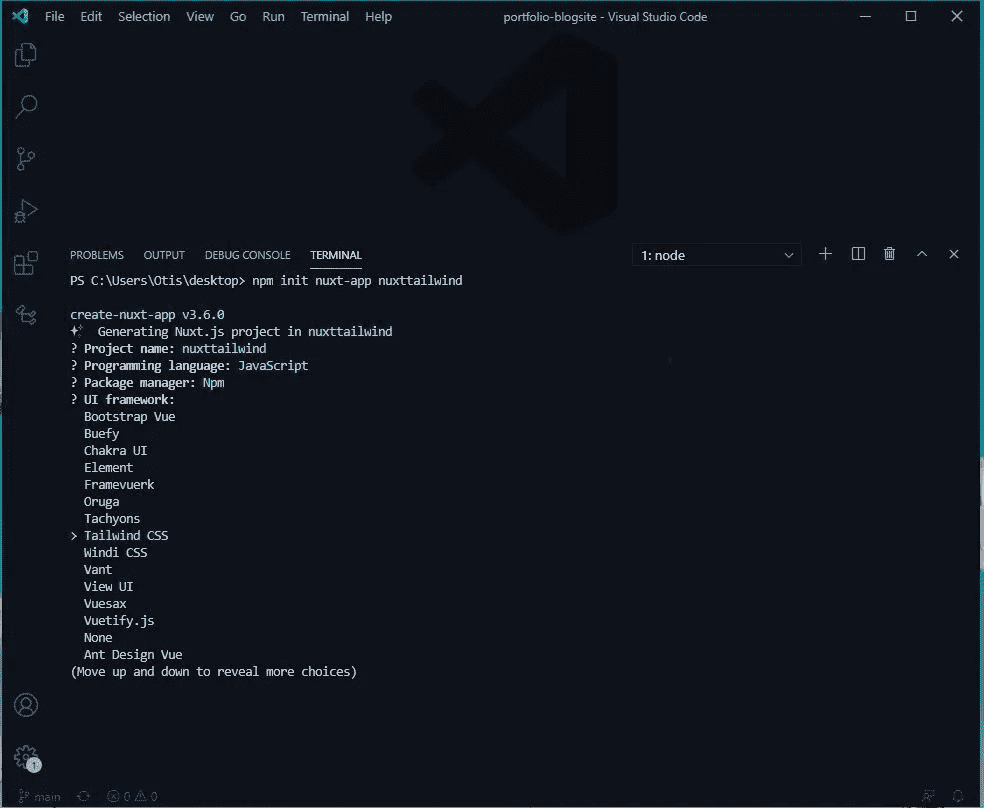 File Edit Selection View Go Run Terminal Help portfolio-blogsite - Visual Studio Code
PROBLEMS OUTPUT DEBUG CONSOLE TERMINAL 1: node
PS C:\Users\Otis\desktop> npm init nuxt-app nuxttailwind
create-nuxt-app v3.6.0
Generating Nuxt.js project in nuxttailwind
? Project name: nuxttailwind
? Programming language: JavaScript
? Package manager: Npm
? UI framework:
Bootstrap Vue
Buefy
Chakra UI
Element
Framevuerk
Oruga
Tachyons
> Tailwind CSS
Windi CSS
Vant
View UI
Vuesax
Vuetify.js
None
Ant Design Vue
(Move up and down to reveal more choices)
1
main 0 0